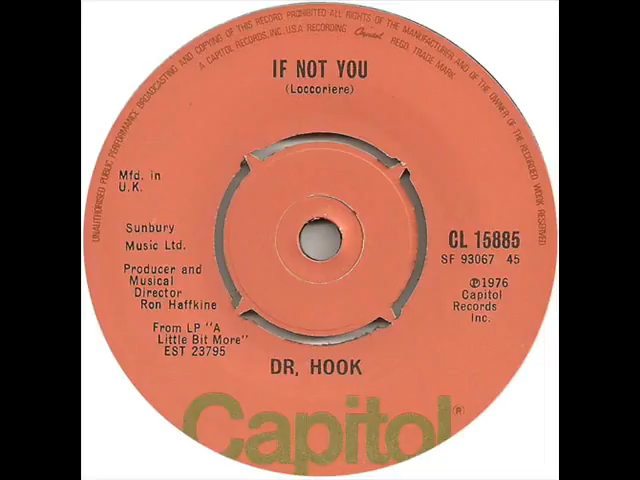 UNAUTHORISED PUBLIC PERFORMANCE BROADCASTING AND COPYING OF THIS RECORD PROHIBITED ALL RIGHTS OF THE MANUFACTURER AND OF THE OWNER OF THE RECORDED WORK RESERVED
A CAPITOL RECORDS, INC., U.S.A. RECORDING. Capitol REGD. TRADE MARK
IF NOT YOU
(Loccoriere)
Mfd. in
U.K.
Sunbury
Music Ltd.
Producer and
Musical
Director
Ron Haffkine
From LP "A
Little Bit More"
EST 23795
CL 15885
SF 93067 45
℗1976
Capitol
Records
Inc.
DR. HOOK
Capitol®